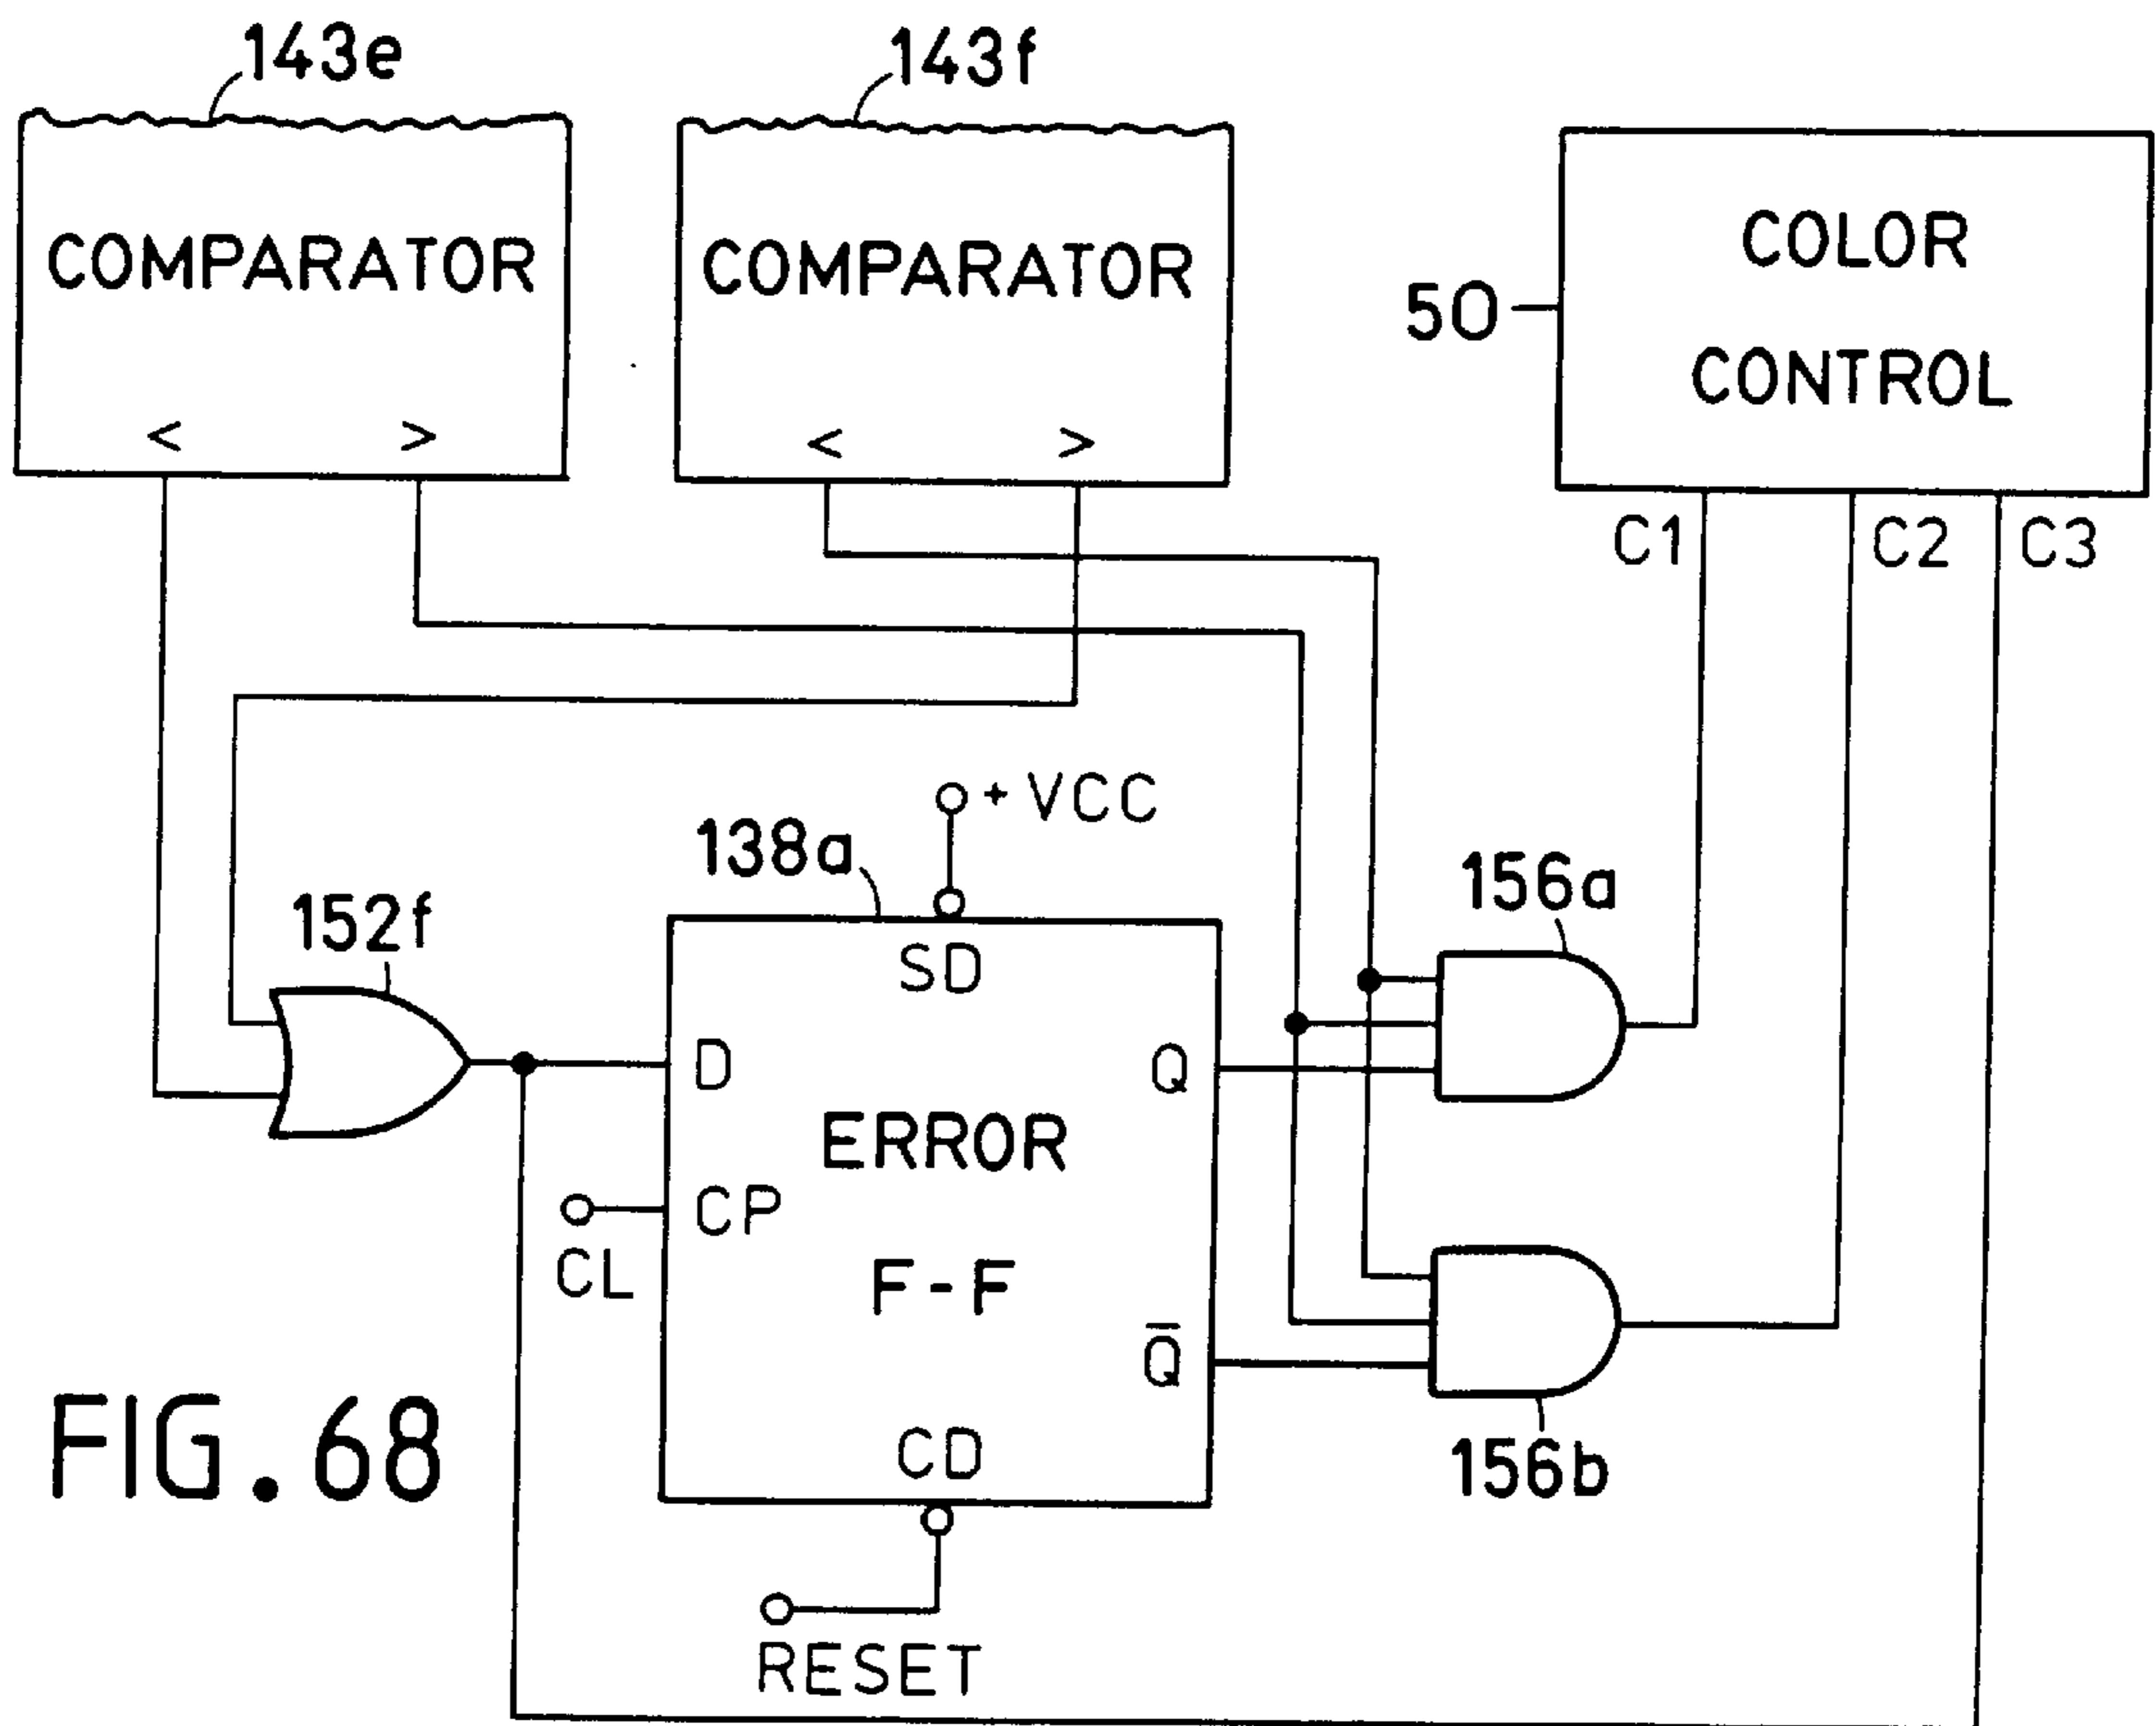 143e
143f
COMPARATOR
< >
COMPARATOR
< >
COLOR
CONTROL
50
C1
C2
C3
+ VCC
138a
152f
156a
SD
D
Q
ERROR
CP
CL
F-F
Q̅
CD
156b
RESET
FIG. 68